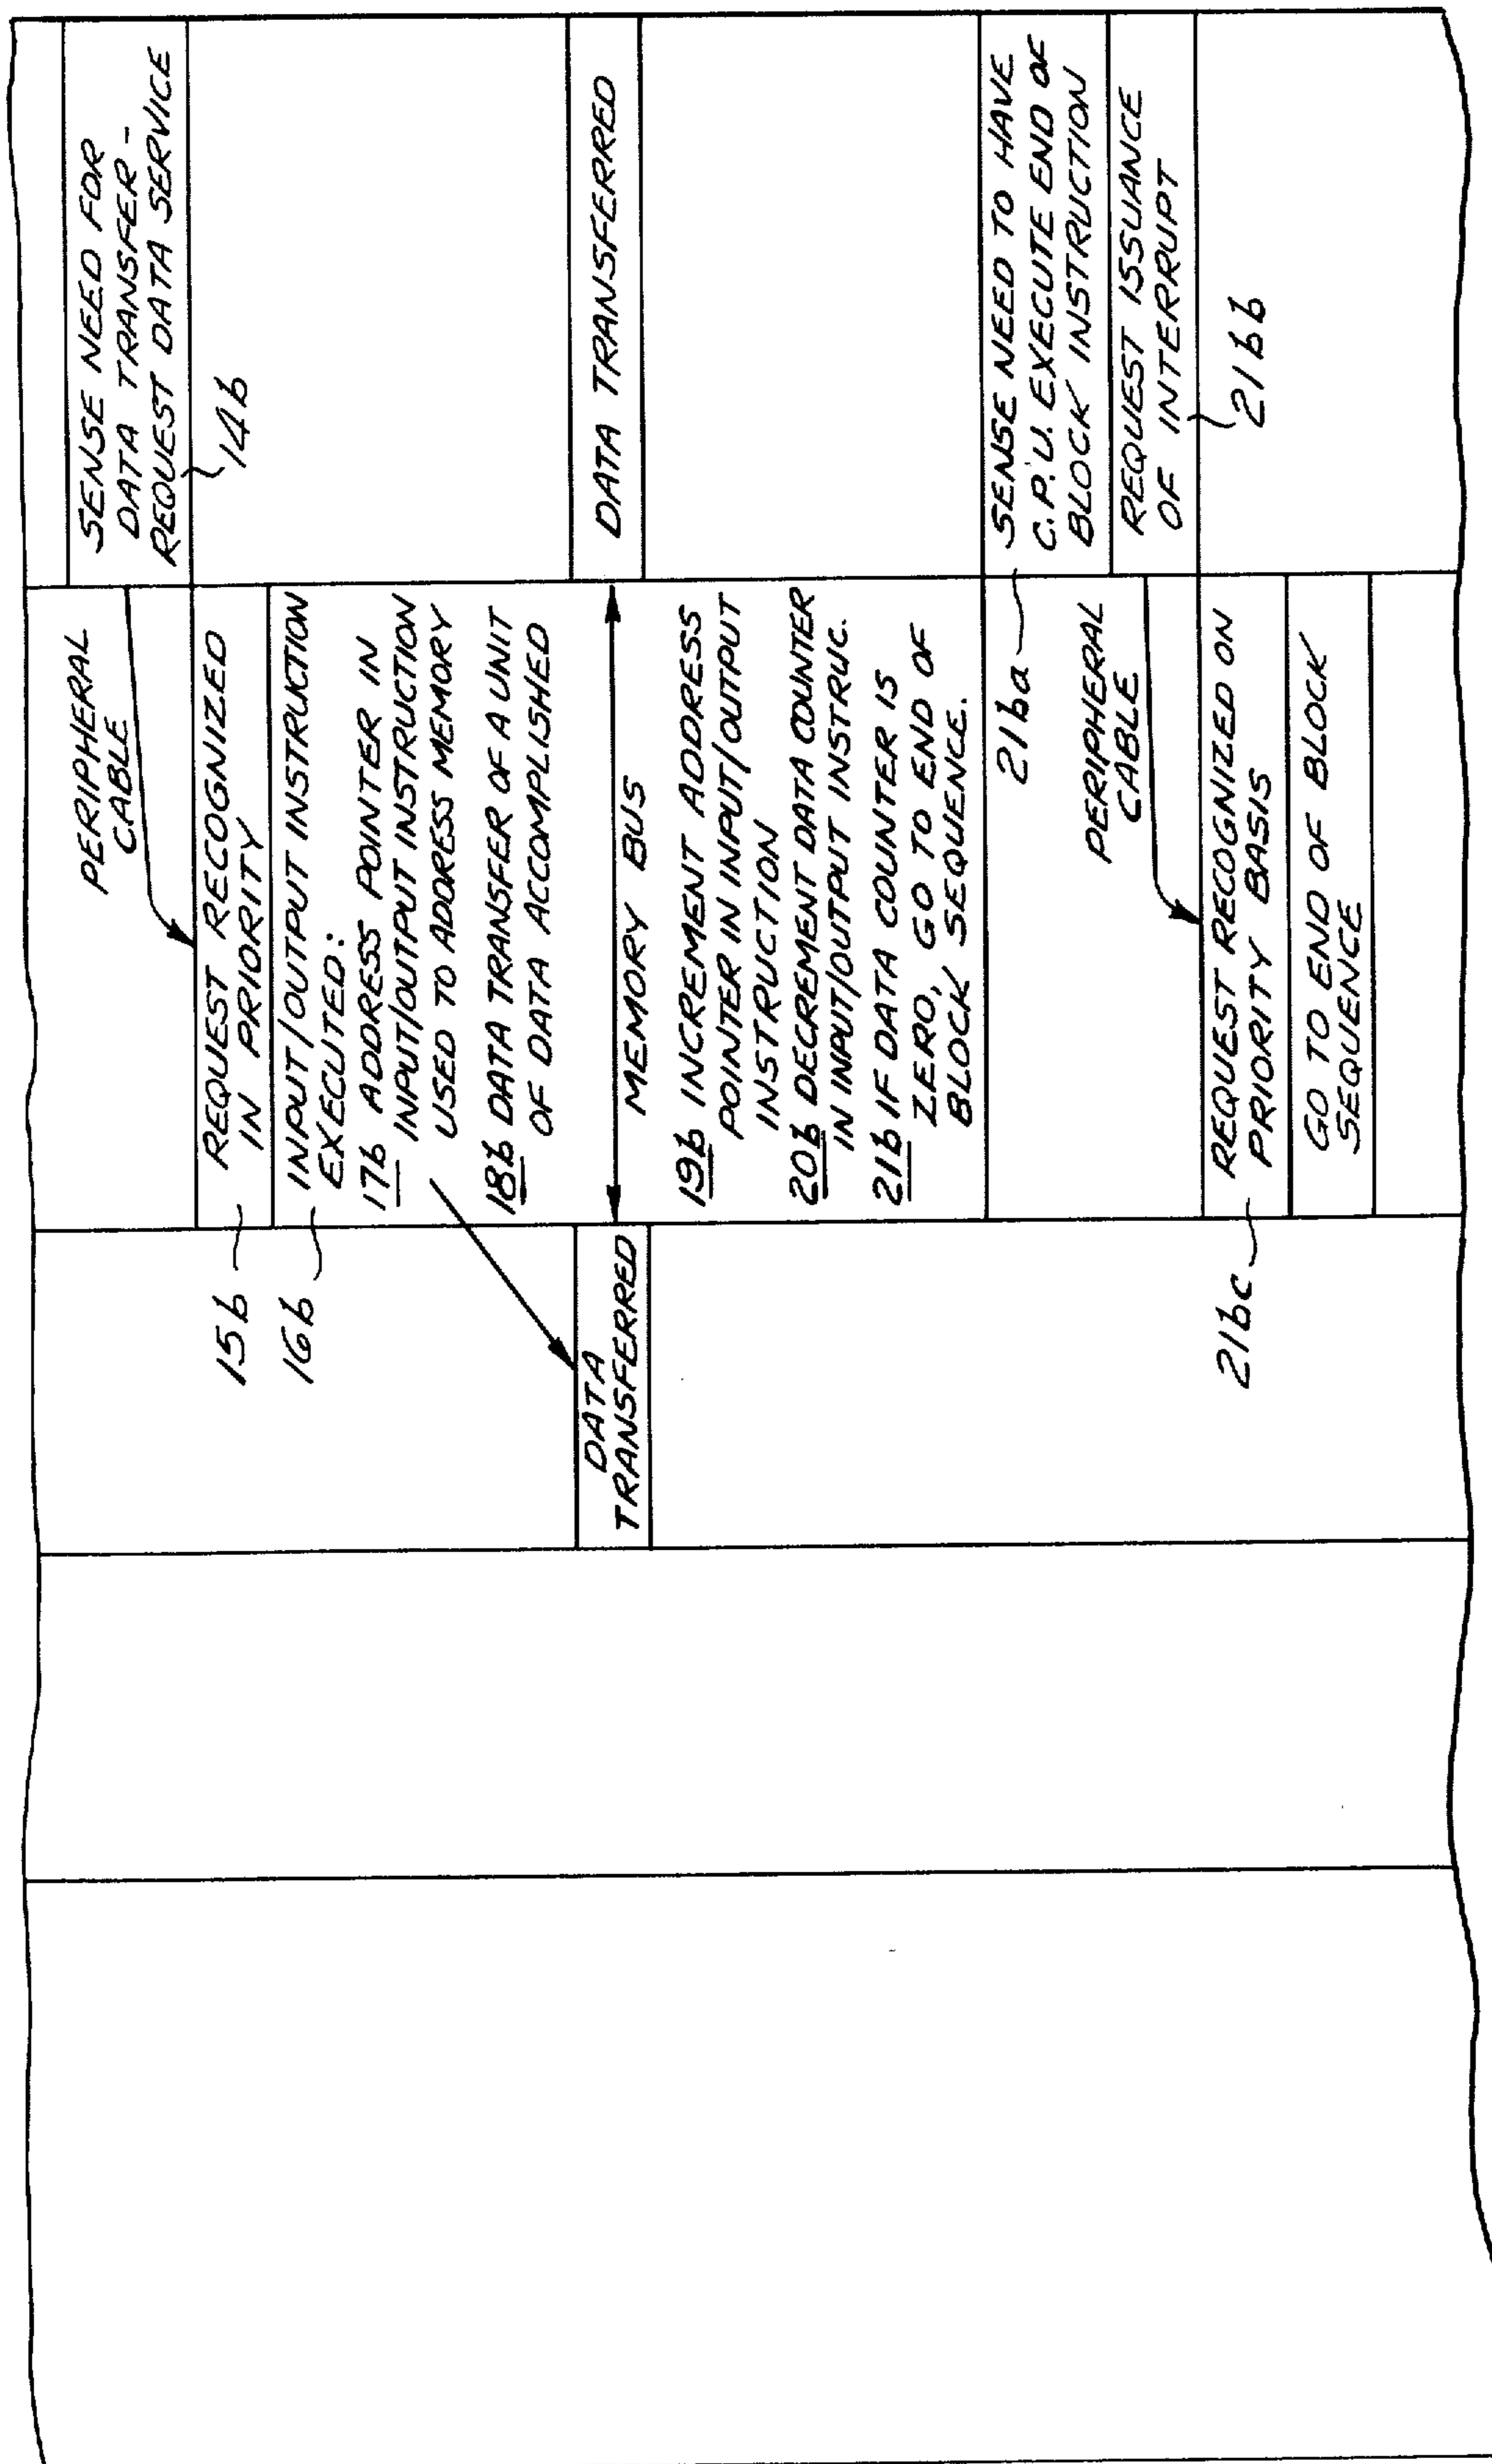 PERIPHERAL
CABLE
SENSE NEED FOR
DATA TRANSFER -
REQUEST DATA SERVICE
14b
15b
REQUEST RECOGNIZED
IN PRIORITY
16b
INPUT/OUTPUT INSTRUCTION
EXECUTED:
17b ADDRESS POINTER IN
INPUT/OUTPUT INSTRUCTION
USED TO ADDRESS MEMORY
18b DATA TRANSFER OF A UNIT
OF DATA ACCOMPLISHED
DATA
TRANSFERRED
MEMORY BUS
DATA TRANSFERRED
19b INCREMENT ADDRESS
POINTER IN INPUT/OUTPUT
INSTRUCTION
20b DECREMENT DATA COUNTER
IN INPUT/OUTPUT INSTRUC.
21b IF DATA COUNTER IS
ZERO, GO TO END OF
BLOCK SEQUENCE.
21ba
SENSE NEED TO HAVE
C.P.U. EXECUTE END OF
BLOCK INSTRUCTION
PERIPHERAL
CABLE
REQUEST ISSUANCE
OF INTERRUPT
21bb
21bc
REQUEST RECOGNIZED ON
PRIORITY BASIS
GO TO END OF BLOCK
SEQUENCE